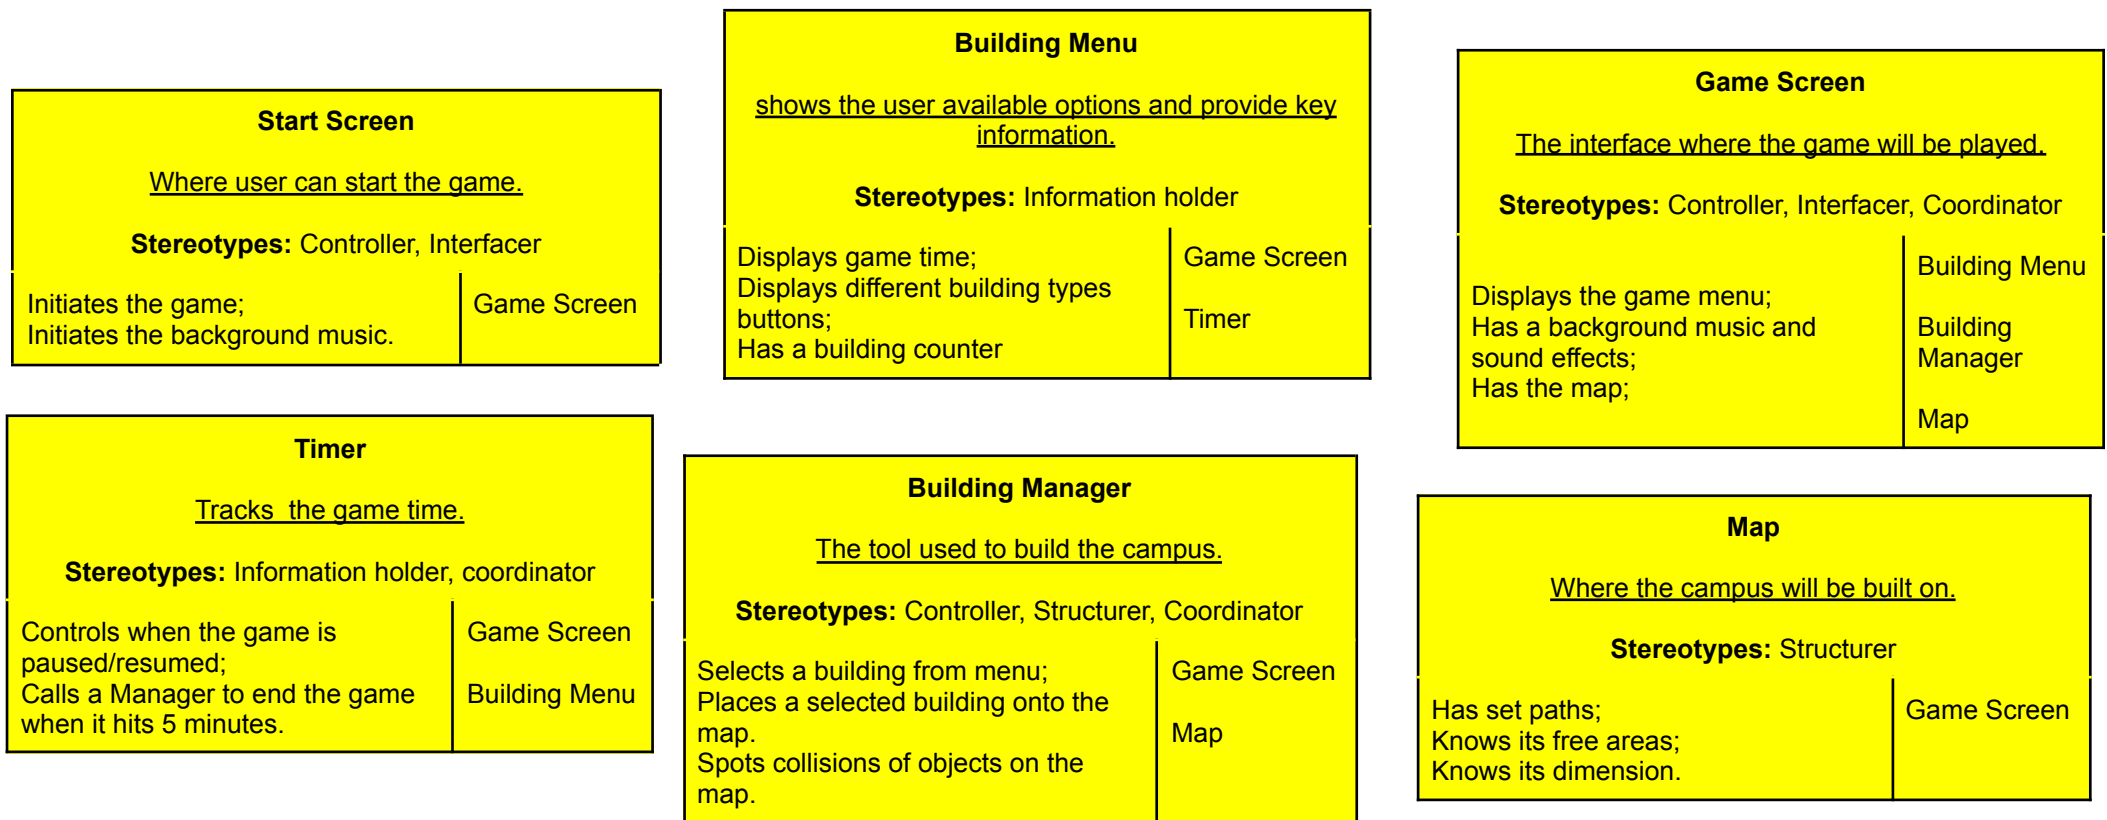 Start Screen
Where user can start the game.
Stereotypes: Controller, Interfacer
Initiates the game;
Initiates the background music.
Game Screen
Building Menu
shows the user available options and provide key
information.
Stereotypes: Information holder
Displays game time;
Displays different building types
buttons;
Has a building counter
Game Screen
Timer
Game Screen
The interface where the game will be played.
Stereotypes: Controller, Interfacer, Coordinator
Displays the game menu;
Has a background music and
sound effects;
Has the map;
Building Menu
Building
Manager
Map
Timer
Tracks  the game time.
Stereotypes: Information holder, coordinator
Controls when the game is
paused/resumed;
Calls a Manager to end the game
when it hits 5 minutes.
Game Screen
Building Menu
Building Manager
The tool used to build the campus.
Stereotypes: Controller, Structurer, Coordinator
Selects a building from menu;
Places a selected building onto the
map.
Spots collisions of objects on the
map.
Game Screen
Map
Map
Where the campus will be built on.
Stereotypes: Structurer
Has set paths;
Knows its free areas;
Knows its dimension.
Game Screen